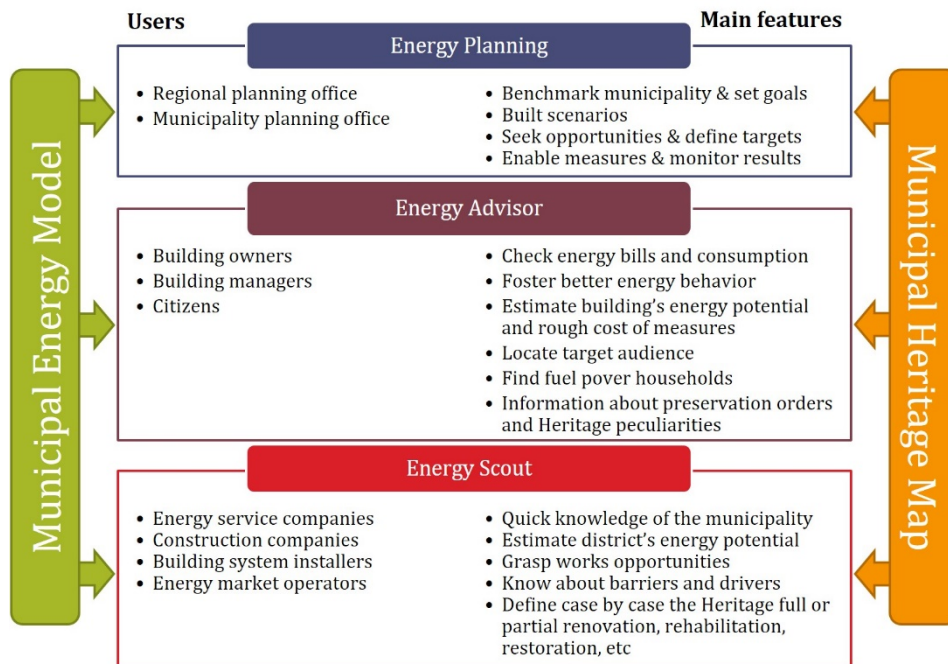 Users
Main features
Municipal Energy Model
Energy Planning
• Regional planning office
• Municipality planning office
• Benchmark municipality & set goals
• Built scenarios
• Seek opportunities & define targets
• Enable measures & monitor results
Energy Advisor
• Building owners
• Building managers
• Citizens
• Check energy bills and consumption
• Foster better energy behavior
• Estimate building's energy potential
and rough cost of measures
• Locate target audience
• Find fuel pover households
• Information about preservation orders
and Heritage peculiarities
Energy Scout
• Energy service companies
• Construction companies
• Building system installers
• Energy market operators
• Quick knowledge of the municipality
• Estimate district's energy potential
• Grasp works opportunities
• Know about barriers and drivers
• Define case by case the Heritage full or
partial renovation, rehabilitation,
restoration, etc
Municipal Heritage Map